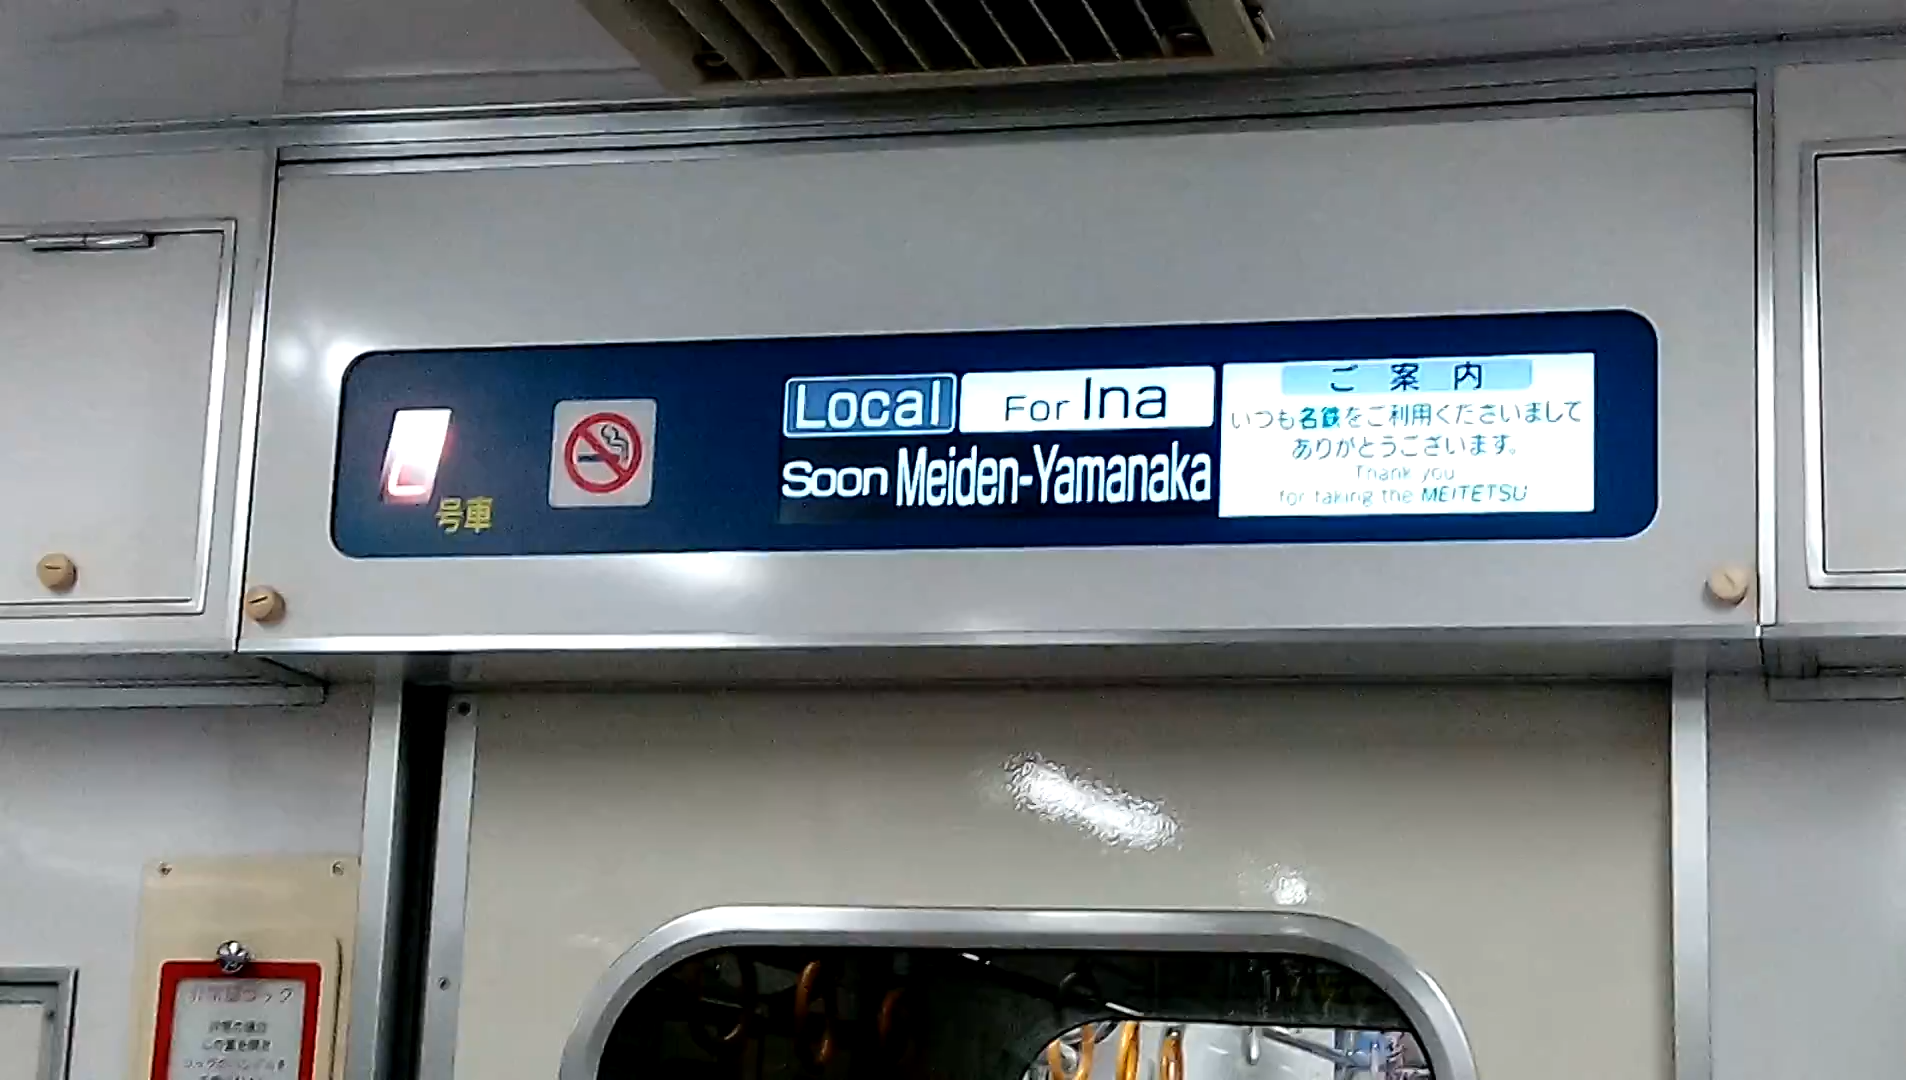 号車
Local For Ina
Soon Meiden-Yamanaka
ご案内
いつも名鉄をご利用くださいまして
ありがとうございます。
Thank you
for taking the MEITETSU